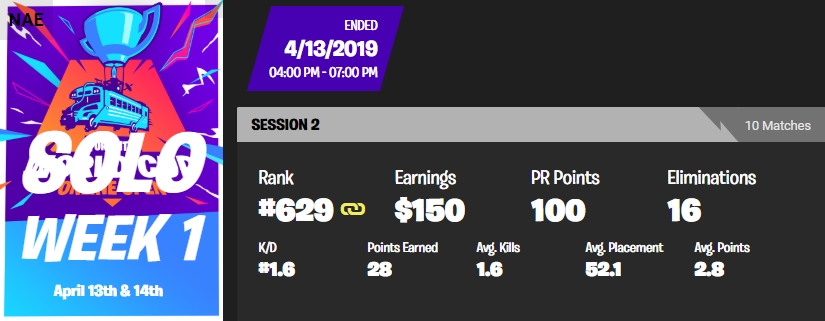 NAE
SOLO
WEEK 1
April 13th & 14th
ENDED
4/13/2019
04:00 PM - 07:00 PM
SESSION 2
10 Matches
Rank
Earnings
PR Points
Eliminations
#629
$150
100
16
K/D
Points Earned
Avg. Kills
Avg. Placement
Avg. Points
#1.6
28
1.6
52.1
2.8